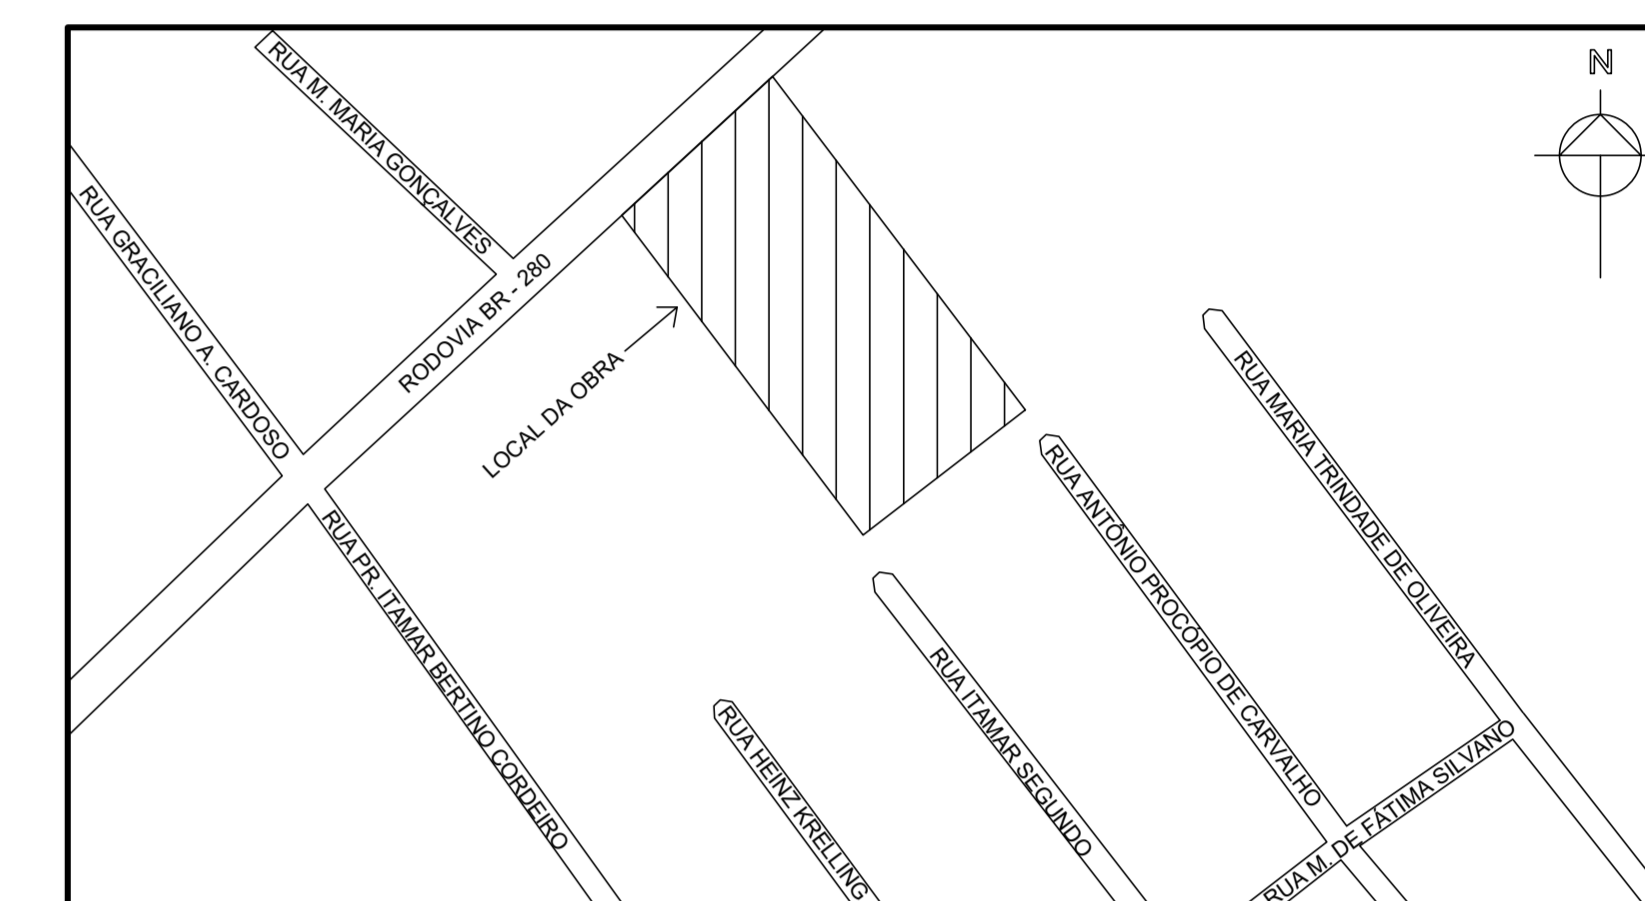 N
RUA M. MARIA GONÇALVES
RUA GRACILIANO A. CARDOSO
RODOVIA BR - 280
LOCAL DA OBRA
RUA MARIA TRINDADE DE OLIVEIRA
RUA ANTÔNIO PROCÓPIO DE CARVALHO
RUA PR. ITAMAR BERTINO CORDEIRO
RUA ITAMAR SEGUNDO
RUA HEINZ KRELLING
RUA M. DE FÁTIMA SILVANO